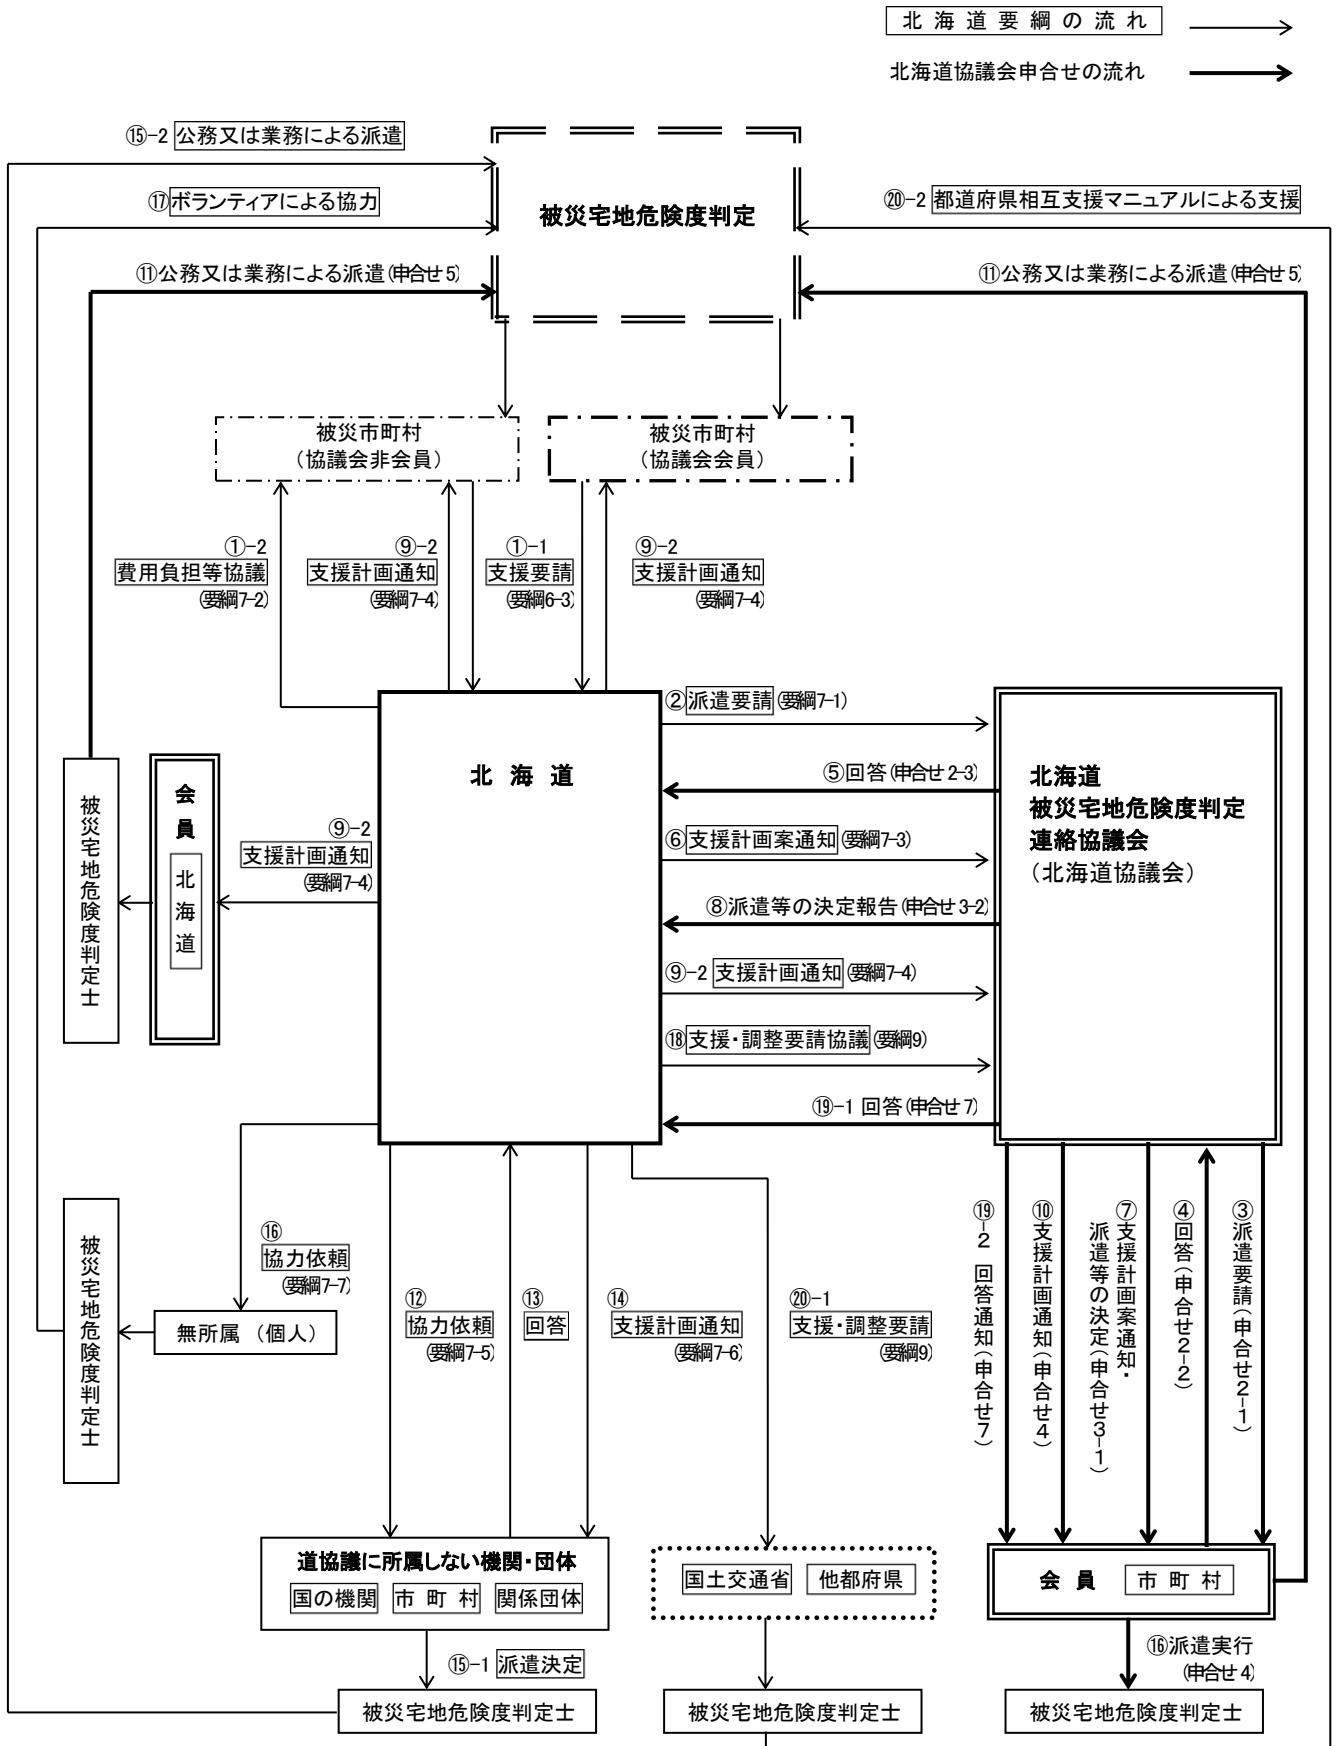 北海道要綱の流れ
北海道協議会申合せの流れ
⑮-2 公務又は業務による派遣
⑰ボランティアによる協力
被災宅地危険度判定
⑳-2 都道府県相互支援マニュアルによる支援
⑪公務又は業務による派遣(申合せ5)
⑪公務又は業務による派遣(申合せ5)
被災市町村
(協議会非会員)
被災市町村
(協議会会員)
①-2
費用負担等協議
(要綱7-2)
⑨-2
支援計画通知
(要綱7-4)
①-1
支援要請
(要綱6-3)
⑨-2
支援計画通知
(要綱7-4)
②派遣要請(要綱7-1)
北海道
⑤回答(申合せ2-3)
北海道
被災宅地危険度判定
連絡協議会
(北海道協議会)
被災宅地危険度判定士
会員
北海道
⑨-2
支援計画通知
(要綱7-4)
⑥支援計画案通知(要綱7-3)
⑧派遣等の決定報告(申合せ3-2)
⑨-2 支援計画通知(要綱7-4)
⑱支援・調整要請協議(要綱9)
⑲-1 回答(申合せ7)
被災宅地危険度判定士
⑯
協力依頼
(要綱7-7)
無所属 (個人)
⑫
協力依頼
(要綱7-5)
⑬
回答
⑭
支援計画通知
(要綱7-6)
⑳-1
支援・調整要請
(要綱9)
⑲-2 回答通知(申合せ7)
⑩支援計画通知(申合せ4)
⑦支援計画案通知・
派遣等の決定(申合せ3-1)
④回答(申合せ2-2)
③派遣要請(申合せ2-1)
道協議に所属しない機関・団体
国の機関 市町村 関係団体
国土交通省 他都府県
会員 市町村
⑮-1 派遣決定
⑯派遣実行
(申合せ4)
被災宅地危険度判定士
被災宅地危険度判定士
被災宅地危険度判定士